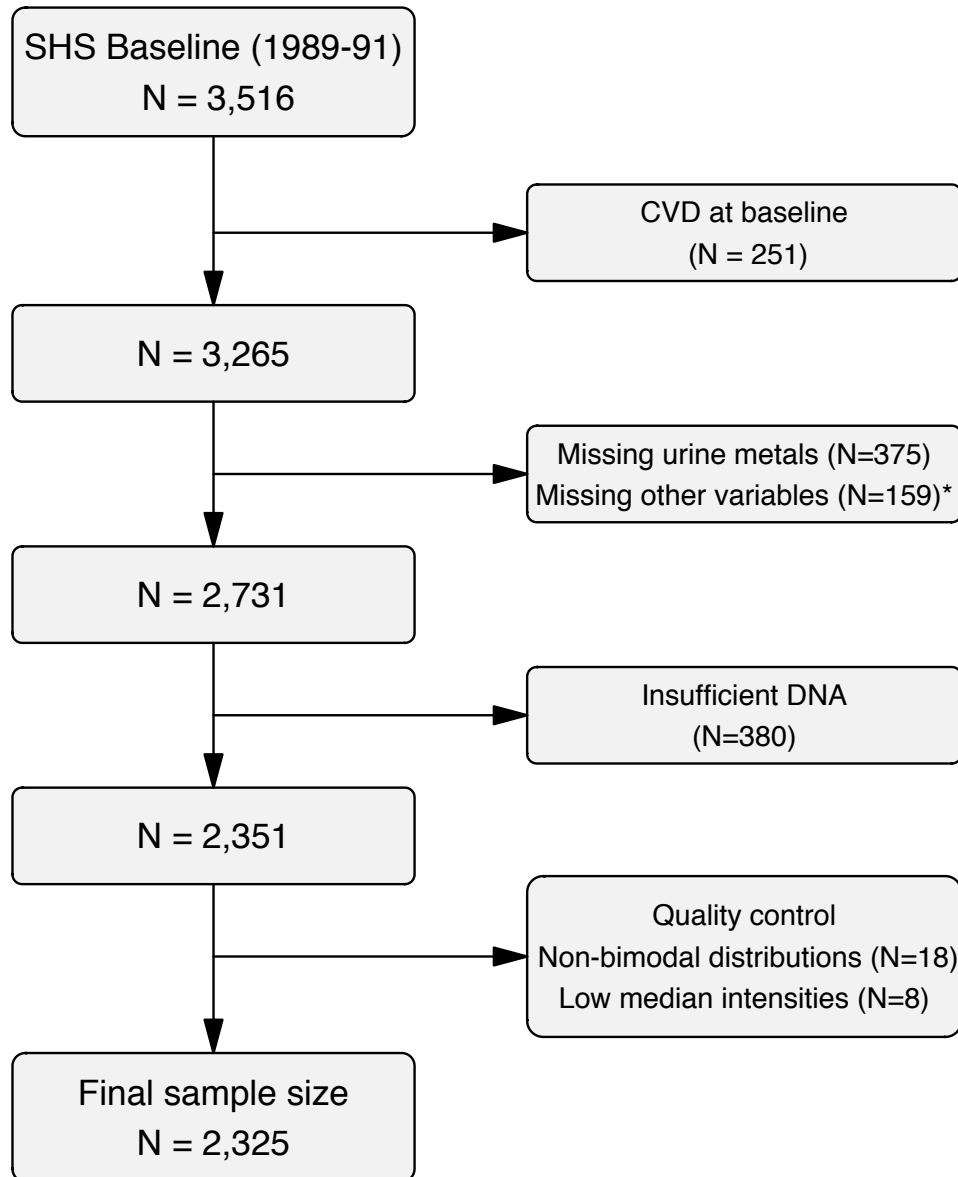 SHS Baseline (1989-91)
N = 3,516
CVD at baseline
(N = 251)
N = 3,265
Missing urine metals (N=375)
Missing other variables (N=159)*
N = 2,731
Insufficient DNA
(N=380)
N = 2,351
Quality control
Non-bimodal distributions (N=18)
Low median intensities (N=8)
Final sample size
N = 2,325